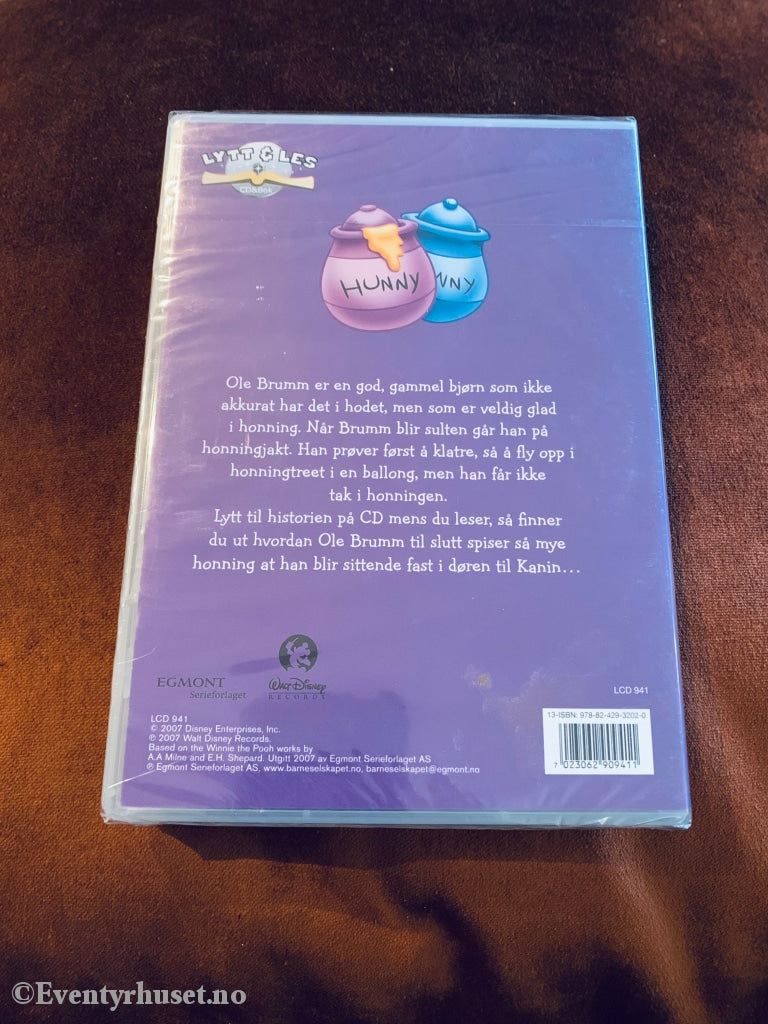 LYTT & LES
CD&Bok
HUNNY
NNY
Ole Brumm er en god, gammel bjørn som ikke
akkurat har det i hodet, men som er veldig glad
i honning. Når Brumm blir sulten går han på
honningjakt. Han prøver først å klatre, så å fly opp i
honningtreet i en ballong, men han får ikke
tak i honningen.
Lytt til historien på CD mens du leser, så finner
du ut hvordan Ole Brumm til slutt spiser så mye
honning at han blir sittende fast i døren til Kanin...
EGMONT
Serieforlaget
WALT DISNEY
RECORDS
LCD 941
LCD 941
© 2007 Disney Enterprises, Inc.
℗ 2007 Walt Disney Records.
Based on the Winnie the Pooh works by
A.A Milne and E.H. Shepard. Utgitt 2007 av Egmont Serieforlaget AS
℗ Egmont Serieforlaget AS, www.barneselskapet.no, barneselskapet@egmont.no
13-ISBN: 978-82-429-3202-0
7 023062 909411
©Eventyrhuset.no